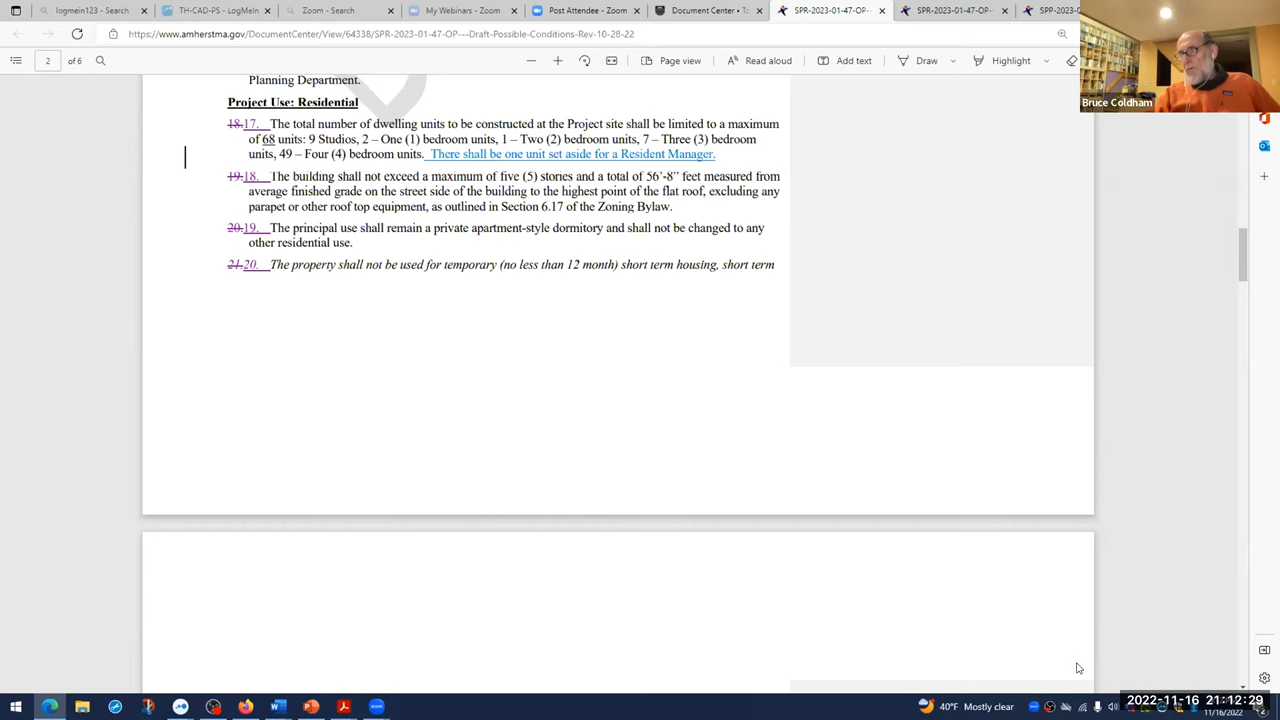 logmein123 - Search
TH-CAD-PS - LogMeIn
Zoom - Search
My Webinars - Zoom
Post Attendee - Zoom
Document Center • To
SPR-2023-01-47-OP---D
SPR-2023-01-47-OP---D
SPR-2023-01-47-O
https://www.amherstma.gov/DocumentCenter/View/64338/SPR-2023-01-47-OP---Draft-Possible-Conditions-Rev-10-28-22
2 of 6
Page view
Read aloud
Add text
Draw
Highlight
Bruce Coldham
Planning Department.
Project Use: Residential
18.17. The total number of dwelling units to be constructed at the Project site shall be limited to a maximum
of 68 units: 9 Studios, 2 – One (1) bedroom units, 1 – Two (2) bedroom units, 7 – Three (3) bedroom
units, 49 – Four (4) bedroom units. There shall be one unit set aside for a Resident Manager.
19.18. The building shall not exceed a maximum of five (5) stories and a total of 56’-8” feet measured from
average finished grade on the street side of the building to the highest point of the flat roof, excluding any
parapet or other roof top equipment, as outlined in Section 6.17 of the Zoning Bylaw.
20.19. The principal use shall remain a private apartment-style dormitory and shall not be changed to any
other residential use.
21.20. The property shall not be used for temporary (no less than 12 month) short term housing, short term
40°F Mostly clear
2022-11-16 21:12:29
11/16/2022